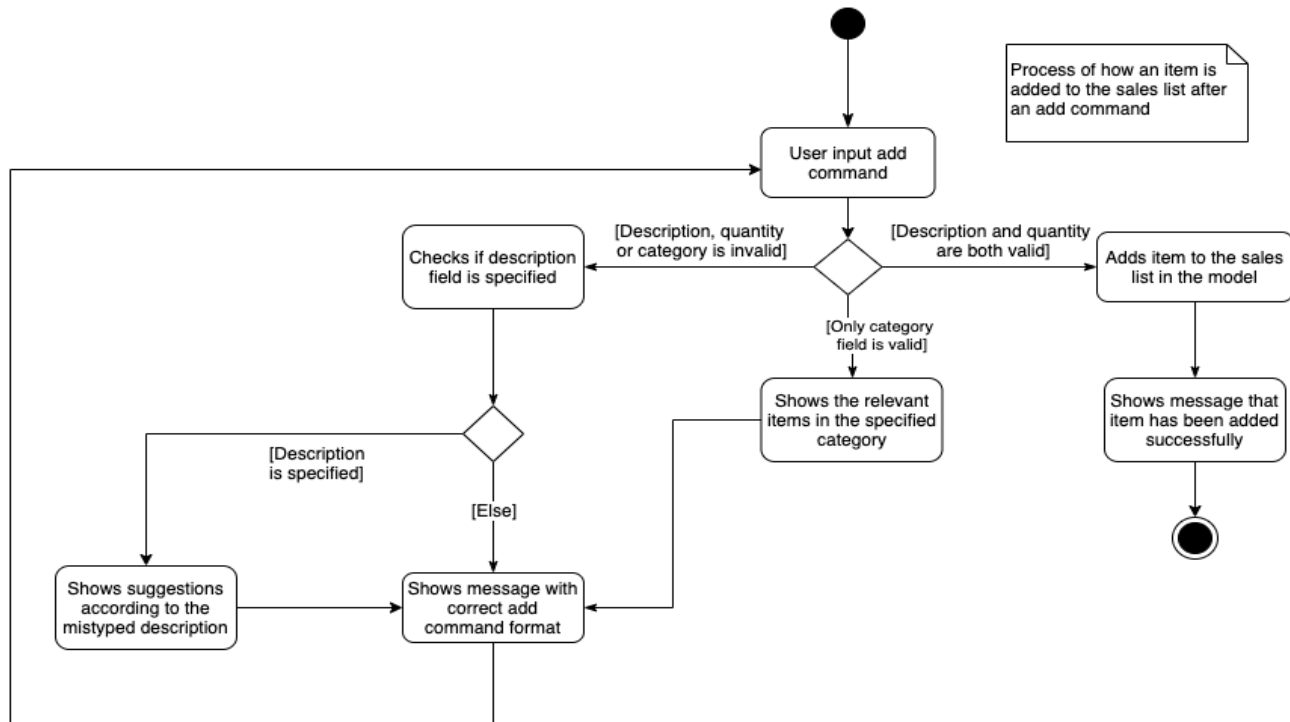 Process of how an item is
added to the sales list after
an add command
User input add
command
[Description, quantity
or category is invalid]
[Description and quantity
are both valid]
Checks if description
field is specified
Adds item to the sales
list in the model
[Only category
field is valid]
Shows the relevant
items in the specified
category
Shows message that
item has been added
successfully
[Description
is specified]
[Else]
Shows suggestions
according to the
mistyped description
Shows message with
correct add
command format